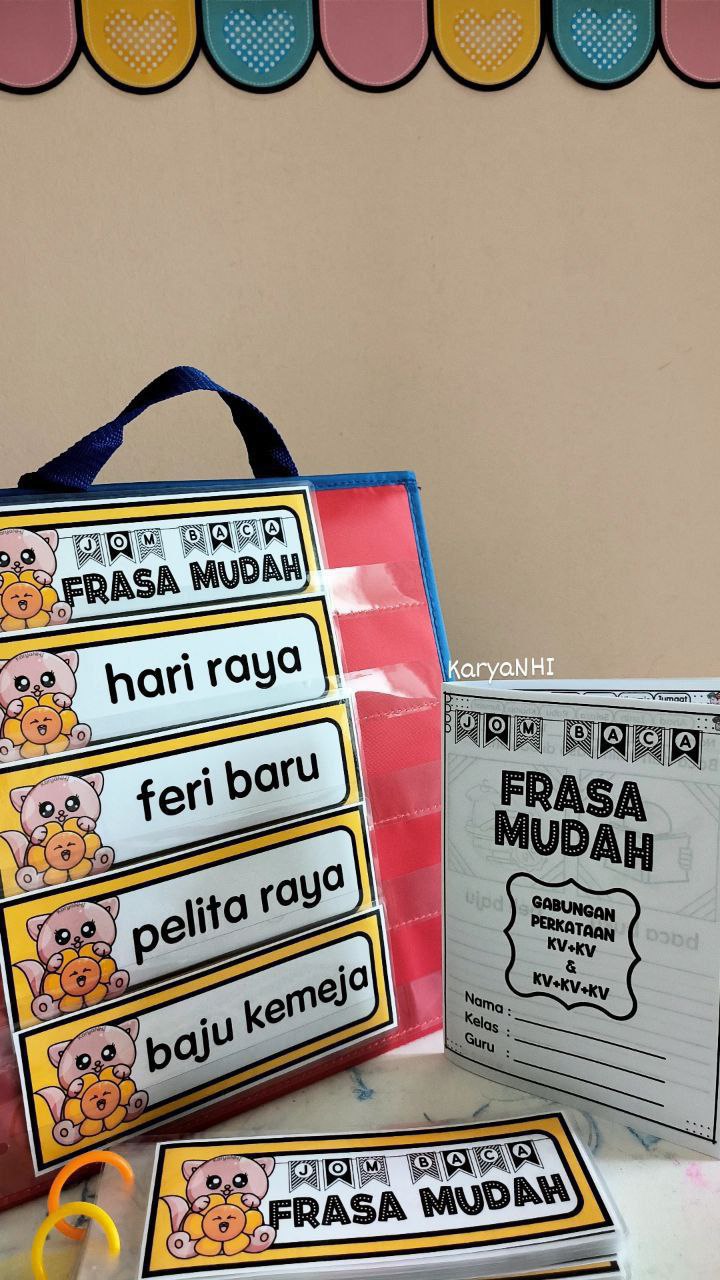 JOM BACA
FRASA MUDAH
hari raya
feri baru
pelita raya
baju kemeja
KaryaNHI
Jumaat
JOM BACA
FRASA
MUDAH
GABUNGAN
PERKATAAN
KV+KV
&
KV+KV+KV
Nama :
Kelas :
Guru :
JOM BACA
FRASA MUDAH